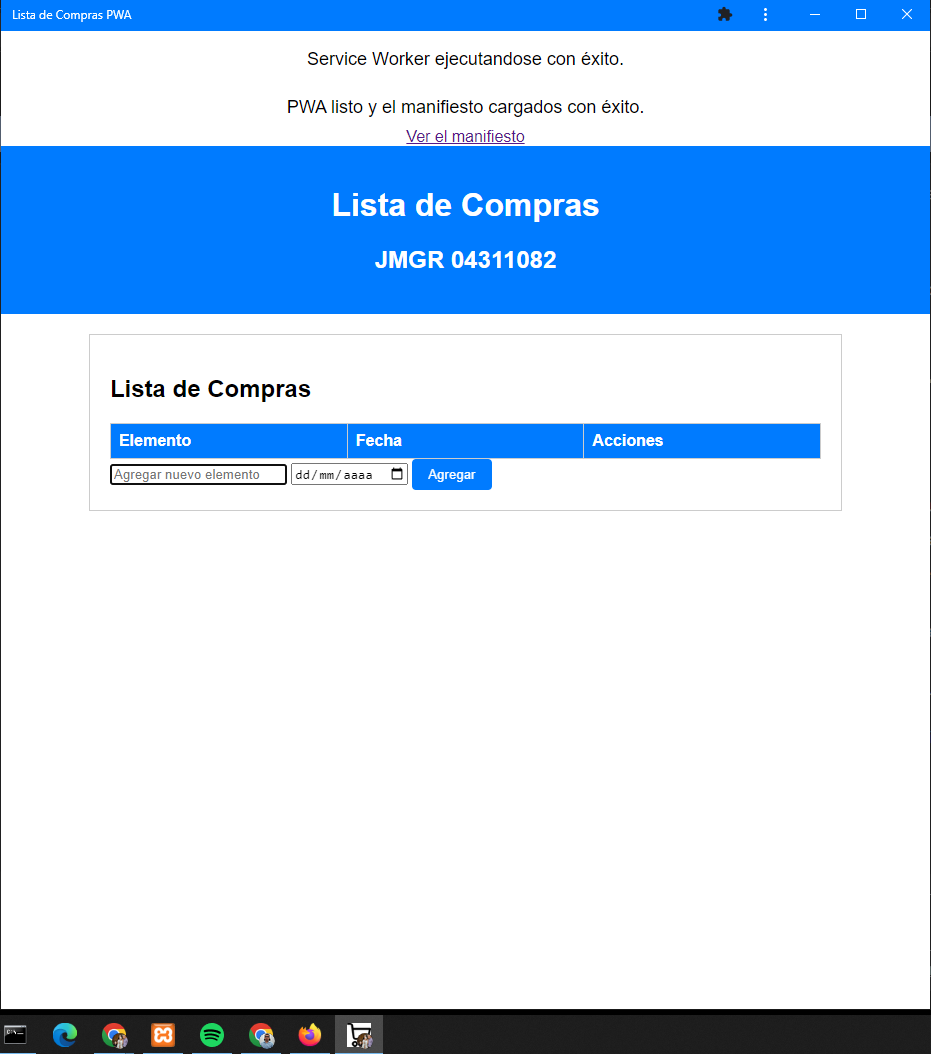 Lista de Compras PWA
Service Worker ejecutandose con éxito.
PWA listo y el manifiesto cargados con éxito.
Ver el manifiesto
Lista de Compras
JMGR 04311082
Lista de Compras
Elemento Fecha Acciones
Agregar nuevo elemento dd/mm/aaaa Agregar